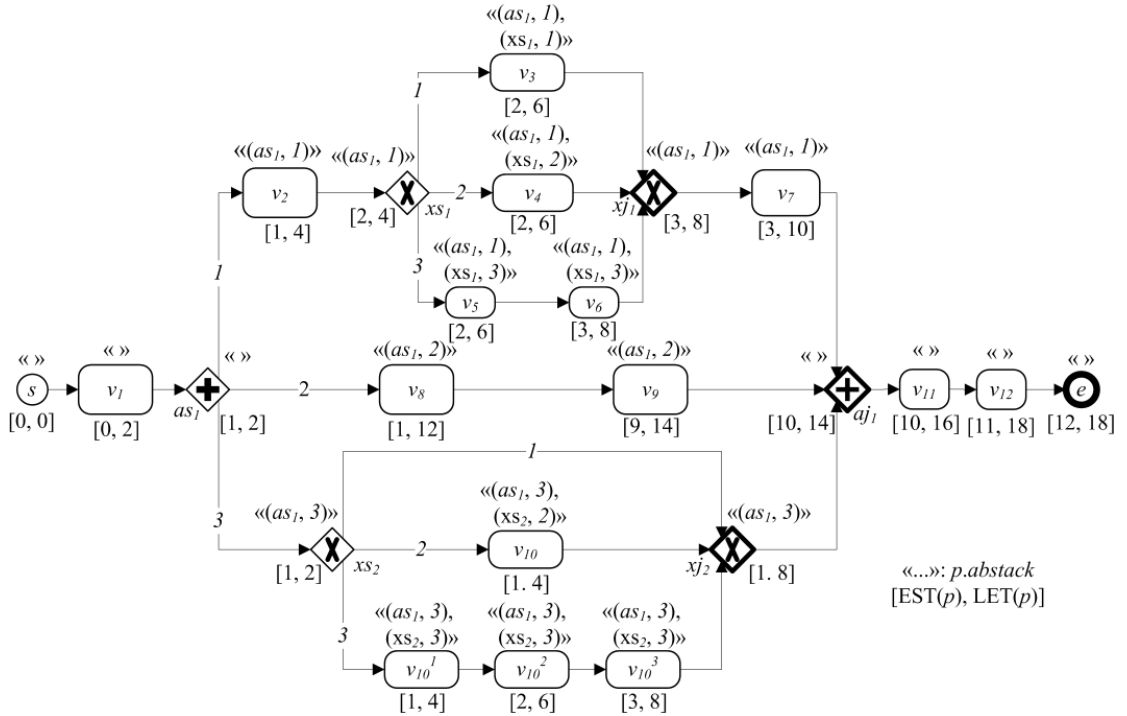 «(as₁, 1),
(xs₁, 1)»
v₃
[2, 6]
1
«(as₁, 1)»
«(as₁, 1)»
«(as₁, 1),
(xs₁, 2)»
«(as₁, 1)»
«(as₁, 1)»
v₂
[1, 4]
[2, 4]
xs₁
2
v₄
[2, 6]
xj₁
[3, 8]
v₇
[3, 10]
1
3
«(as₁, 1),
(xs₁, 3)»
«(as₁, 1),
(xs₁, 3)»
v₅
[2, 6]
v₆
[3, 8]
« »
« »
« »
«(as₁, 2)»
«(as₁, 2)»
« »
« »
« »
« »
s
[0, 0]
v₁
[0, 2]
as₁
[1, 2]
2
v₈
[1, 12]
v₉
[9, 14]
[10, 14]
aj₁
v₁₁
[10, 16]
v₁₂
[11, 18]
e
[12, 18]
1
3
«(as₁, 3)»
«(as₁, 3),
(xs₂, 2)»
«(as₁, 3)»
[1, 2]
xs₂
2
v₁₀
[1. 4]
xj₂
[1. 8]
3
«(as₁, 3),
(xs₂, 3)»
«(as₁, 3),
(xs₂, 3)»
«(as₁, 3),
(xs₂, 3)»
v₁₀¹
[1, 4]
v₁₀²
[2, 6]
v₁₀³
[3, 8]
«...»: p.abstack
[EST(p), LET(p)]